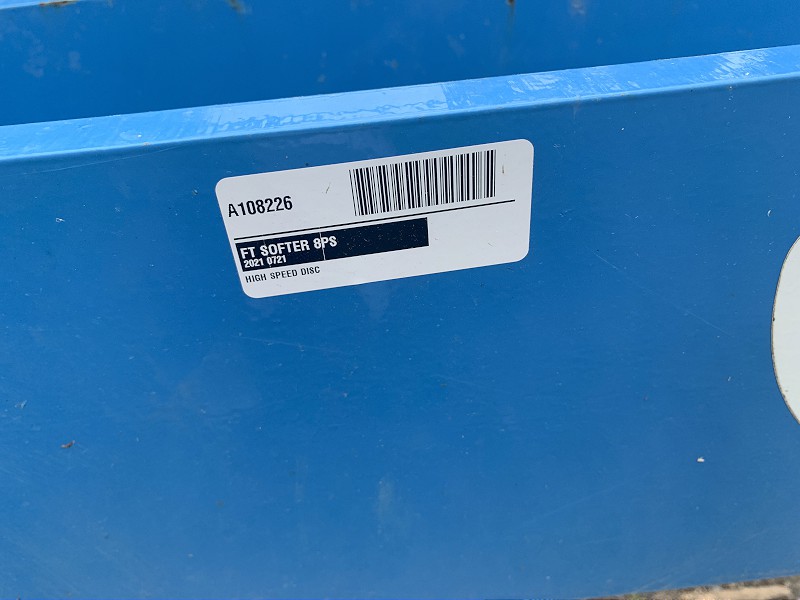 A108226
FT SOFTER 8PS
2021 0721
HIGH SPEED DISC